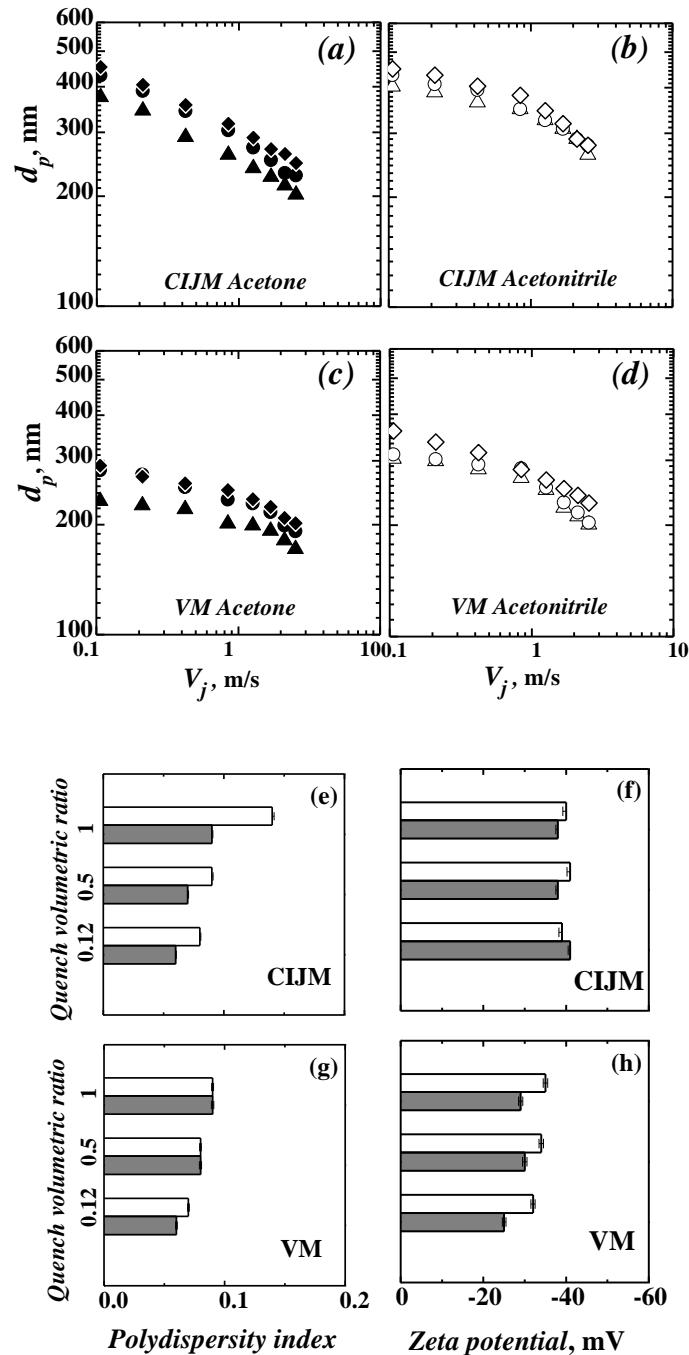 600
500
400
300
200
100
d_p, nm
(a)
CIJM Acetone
(b)
CIJM Acetonitrile
600
500
400
300
200
100
d_p, nm
(c)
VM Acetone
(d)
VM Acetonitrile
0.1 1 100
0.1 1 10
V_j, m/s
V_j, m/s
Quench volumetric ratio
1
0.5
0.12
(e)
CIJM
(f)
CIJM
Quench volumetric ratio
1
0.5
0.12
(g)
VM
(h)
VM
0.0 0.1 0.2
0 -20 -40 -60
Polydispersity index
Zeta potential, mV